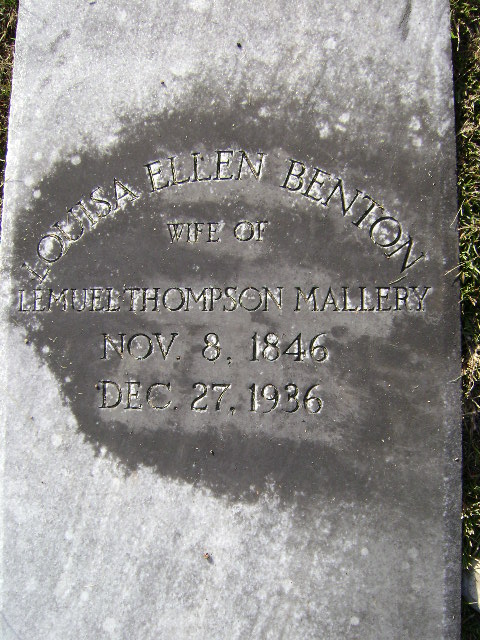 LOUISA ELLEN BENTON
WIFE OF
LEMUEL THOMPSON MALLERY
NOV. 8, 1846
DEC. 27, 1936